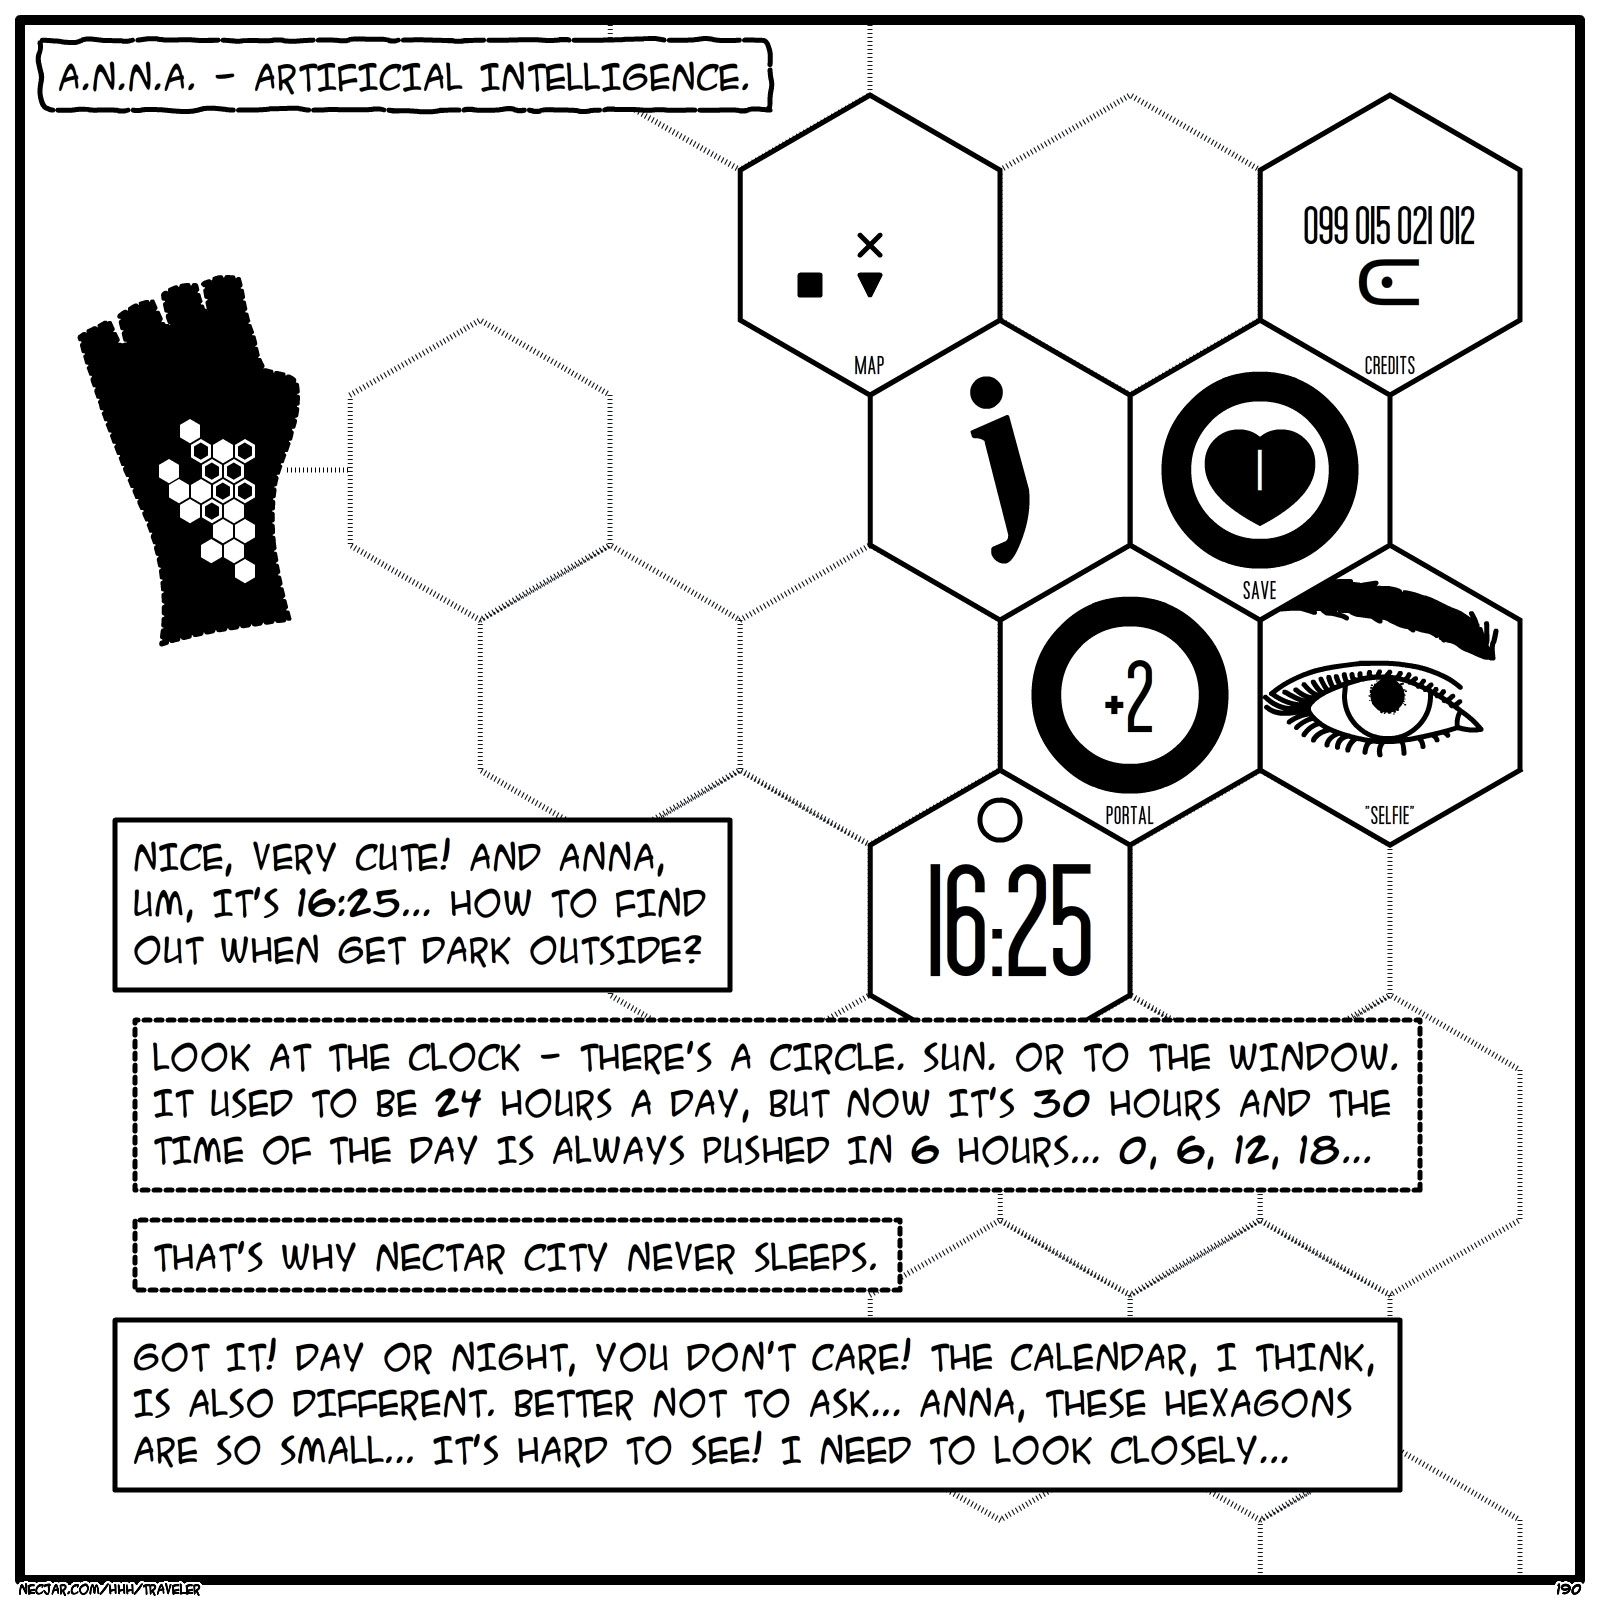 A.N.N.A. - ARTIFICIAL INTELLIGENCE.
099 015 021 012
MAP
CREDITS
j
SAVE
+2
PORTAL
"SELFIE"
16:25
NICE, VERY CUTE! AND ANNA,
UM, IT'S 16:25... HOW TO FIND
OUT WHEN GET DARK OUTSIDE?
LOOK AT THE CLOCK - THERE'S A CIRCLE. SUN. OR TO THE WINDOW.
IT USED TO BE 24 HOURS A DAY, BUT NOW IT'S 30 HOURS AND THE
TIME OF THE DAY IS ALWAYS PUSHED IN 6 HOURS... 0, 6, 12, 18...
THAT'S WHY NECTAR CITY NEVER SLEEPS.
GOT IT! DAY OR NIGHT, YOU DON'T CARE! THE CALENDAR, I THINK,
IS ALSO DIFFERENT. BETTER NOT TO ASK... ANNA, THESE HEXAGONS
ARE SO SMALL... IT'S HARD TO SEE! I NEED TO LOOK CLOSELY...
NECJAR.COM/HHH/TRAVELER
190